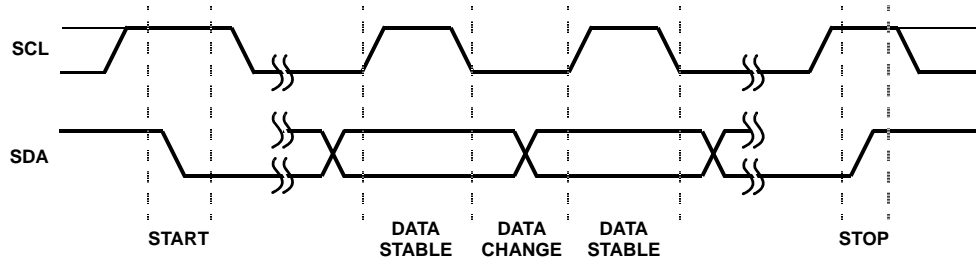 SCL
SDA
START
DATA
STABLE
DATA
CHANGE
DATA
STABLE
STOP